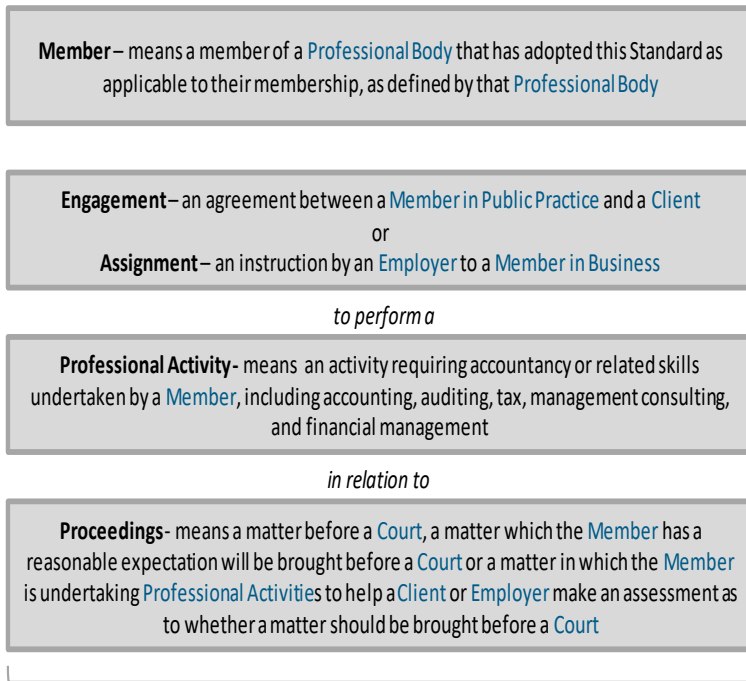 Member – means a member of a Professional Body that has adopted this Standard as
applicable to their membership, as defined by that Professional Body
Engagement – an agreement between a Member in Public Practice and a Client
or
Assignment – an instruction by an Employer to a Member in Business
to perform a
Professional Activity- means an activity requiring accountancy or related skills
undertaken by a Member, including accounting, auditing, tax, management consulting,
and financial management
in relation to
Proceedings- means a matter before a Court, a matter which the Member has a
reasonable expectation will be brought before a Court or a matter in which the Member
is undertaking Professional Activities to help a Client or Employer make an assessment as
to whether a matter should be brought before a Court